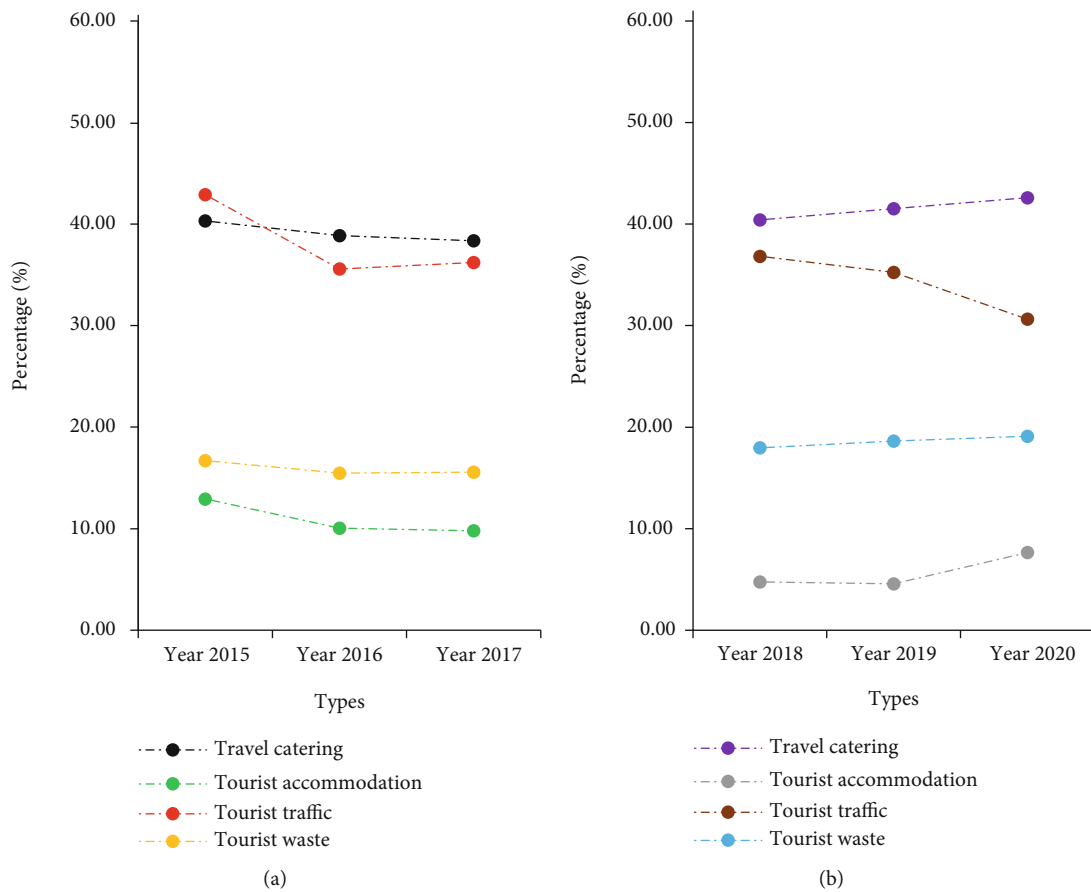 60.00
50.00
40.00
30.00
20.00
10.00
0.00
Percentage (%)
Year 2015 Year 2016 Year 2017
Types
Travel catering
Tourist accommodation
Tourist traffic
Tourist waste
(a)
60.00
50.00
40.00
30.00
20.00
10.00
0.00
Percentage (%)
Year 2018 Year 2019 Year 2020
Types
Travel catering
Tourist accommodation
Tourist traffic
Tourist waste
(b)